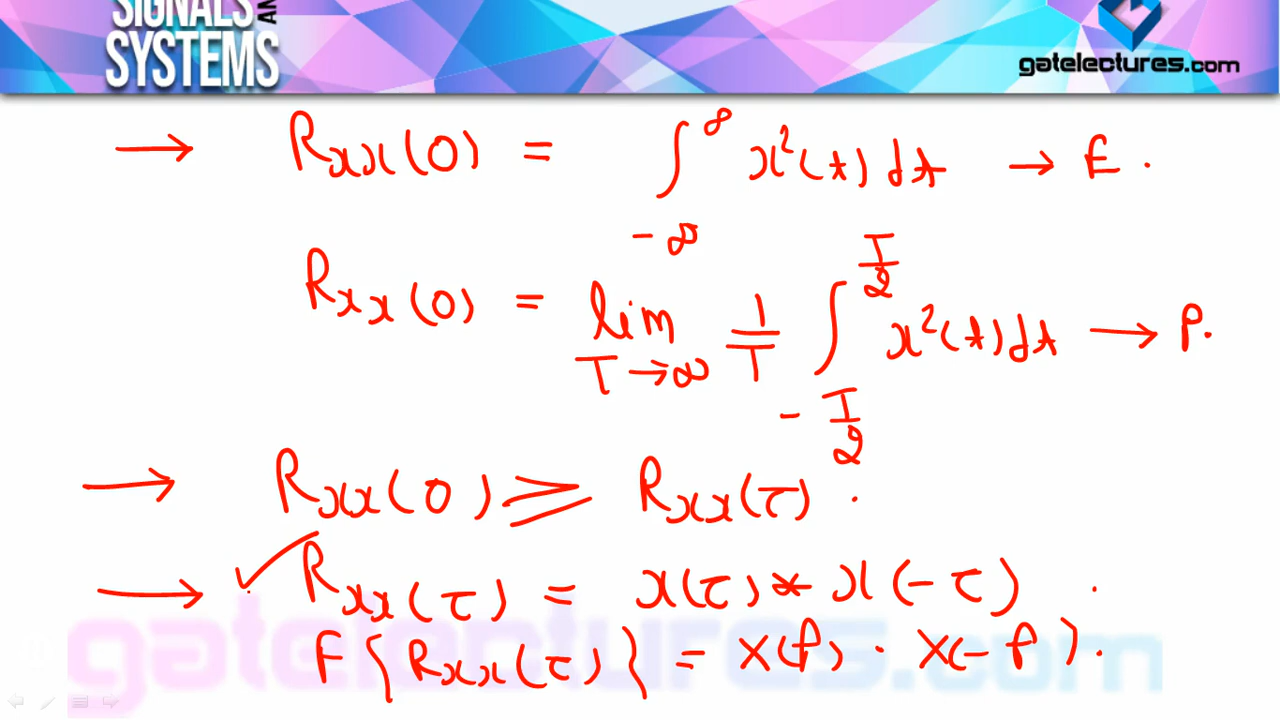 SIGNALS AND
SYSTEMS
gatelectures.com
→ Rxx(0) = ∫_{-∞}^{∞} x²(t) dt → E.
Rxx(0) = lim_{T→∞} 1/T ∫_{-T/2}^{T/2} x²(t) dt → P.
→ Rxx(0) ≥ Rxx(τ).
→ ✓ Rxx(τ) = x(τ) * x(-τ).
F{Rxx(τ)} = X(f) · X(-f).
gatelectures.com